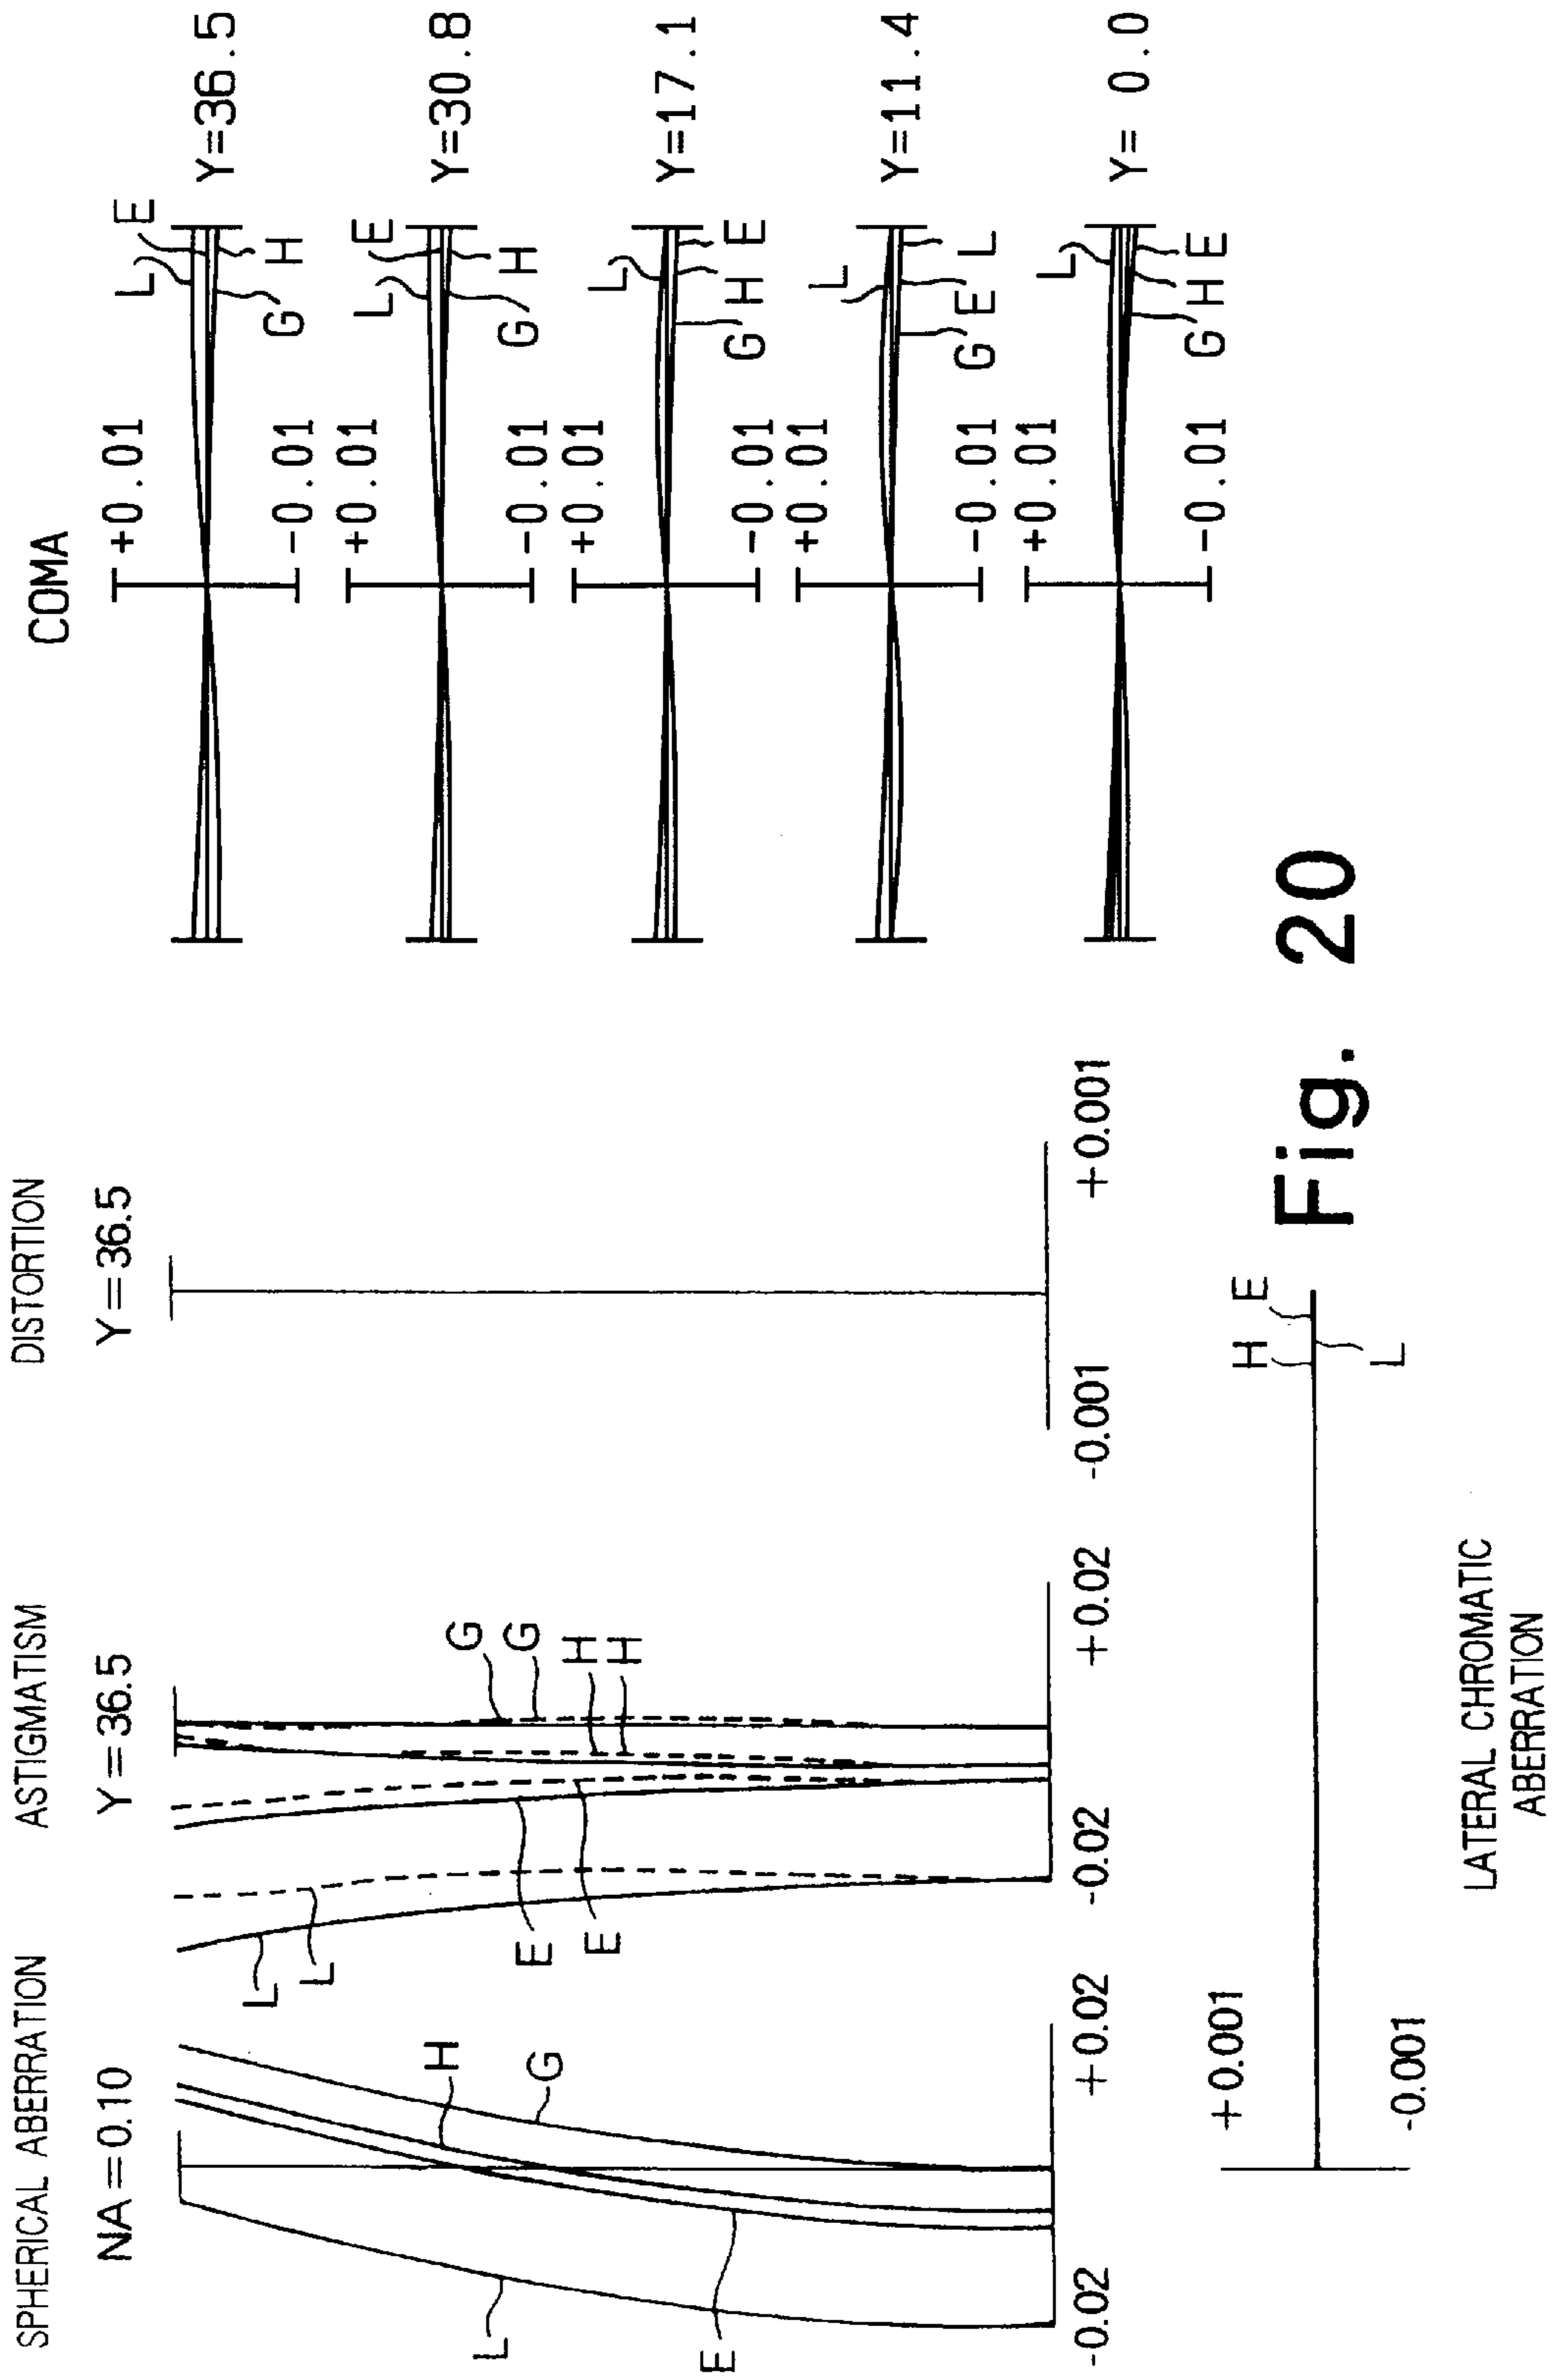 SPHERICAL ABERRATION
NA=0.10
H
G
L
E
-0.02
+0.02
ASTIGMATISM
Y=36.5
G
G
H
H
L
L
E
E
-0.02
+0.02
DISTORTION
Y=36.5
-0.001
+0.001
COMA
+0.01
-0.01
L
E
G
H
Y=36.5
+0.01
-0.01
L
E
G
H
Y=30.8
+0.01
-0.01
L
G
H
E
Y=17.1
+0.01
-0.01
L
G
E
L
Y=11.4
+0.01
-0.01
L
G
H
E
Y= 0.0
+0.001
-0.001
H
E
L
LATERAL CHROMATIC
ABERRATION
Fig. 20